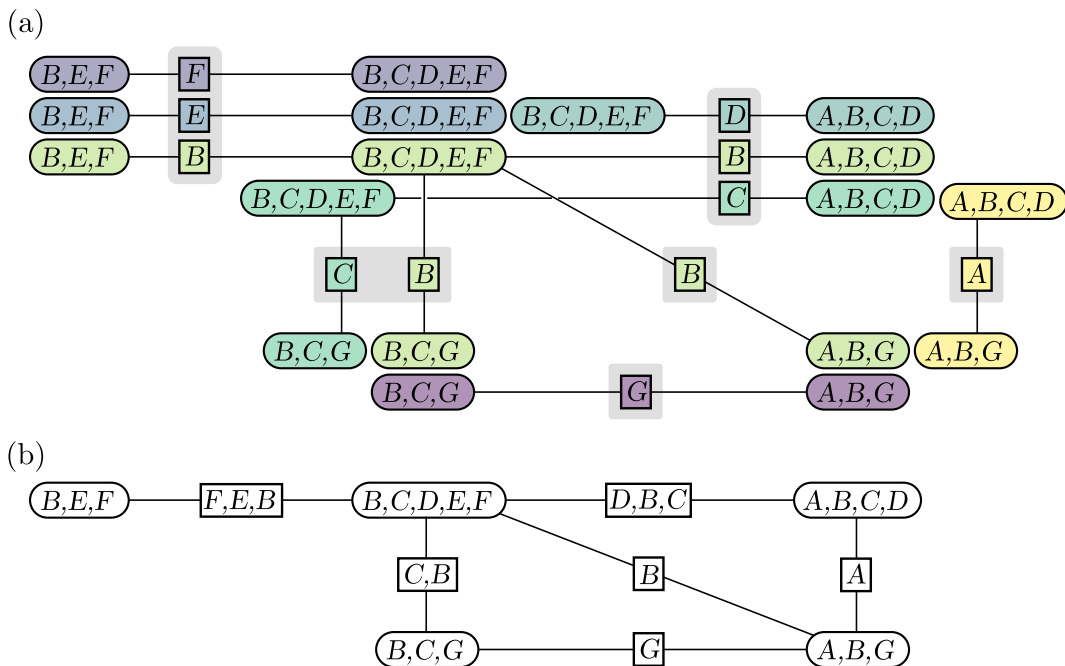 (a)
B,E,F F B,C,D,E,F
B,E,F E B,C,D,E,F B,C,D,E,F D A,B,C,D
B,E,F B B,C,D,E,F B A,B,C,D
B,C,D,E,F C A,B,C,D A,B,C,D
C B B A
B,C,G B,C,G A,B,G A,B,G
B,C,G G A,B,G
(b)
B,E,F F,E,B B,C,D,E,F D,B,C A,B,C,D
C,B B A
B,C,G G A,B,G